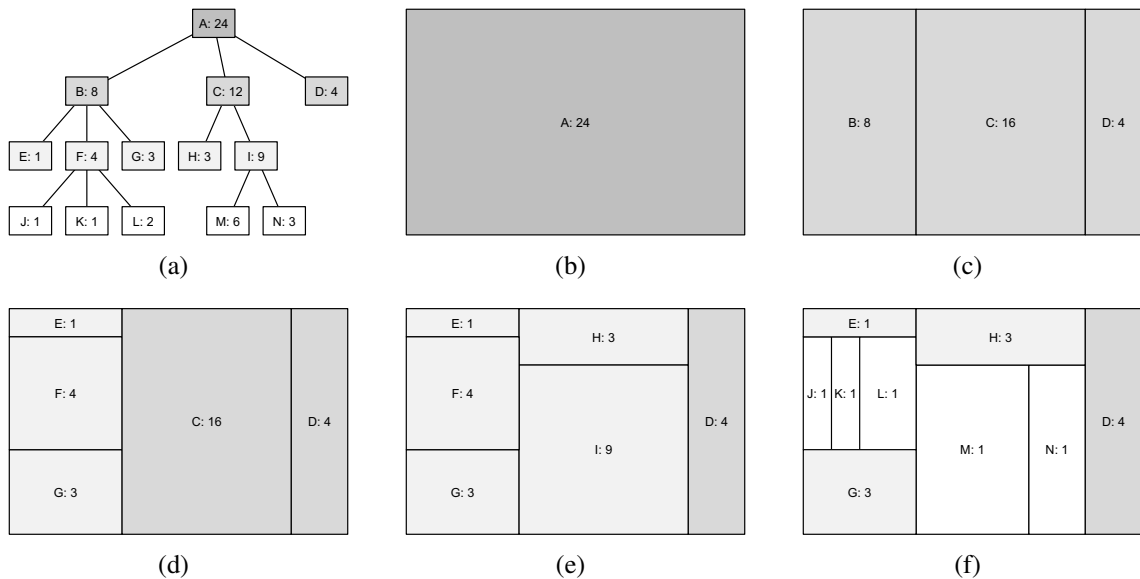 A: 24
B: 8
C: 12
D: 4
E: 1
F: 4
G: 3
H: 3
I: 9
J: 1
K: 1
L: 2
M: 6
N: 3
(a)
A: 24
(b)
B: 8
C: 16
D: 4
(c)
E: 1
F: 4
G: 3
C: 16
D: 4
(d)
E: 1
F: 4
G: 3
H: 3
I: 9
D: 4
(e)
E: 1
J: 1
K: 1
L: 1
G: 3
H: 3
M: 1
N: 1
D: 4
(f)